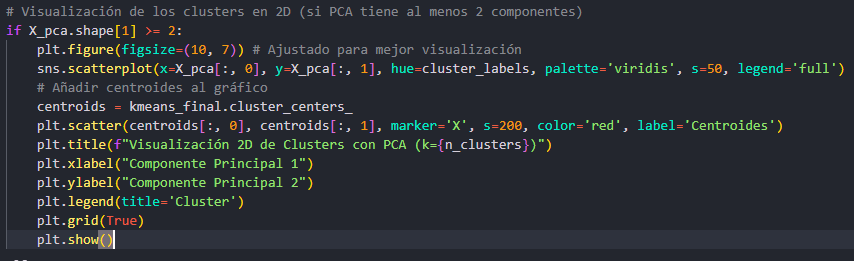 # Visualización de los clusters en 2D (si PCA tiene al menos 2 componentes)
if X_pca.shape[1] >= 2:
    plt.figure(figsize=(10, 7)) # Ajustado para mejor visualización
    sns.scatterplot(x=X_pca[:, 0], y=X_pca[:, 1], hue=cluster_labels, palette='viridis', s=50, legend='full')
    # Añadir centroides al gráfico
    centroids = kmeans_final.cluster_centers_
    plt.scatter(centroids[:, 0], centroids[:, 1], marker='X', s=200, color='red', label='Centroides')
    plt.title(f"Visualización 2D de Clusters con PCA (k={n_clusters})")
    plt.xlabel("Componente Principal 1")
    plt.ylabel("Componente Principal 2")
    plt.legend(title='Cluster')
    plt.grid(True)
    plt.show()